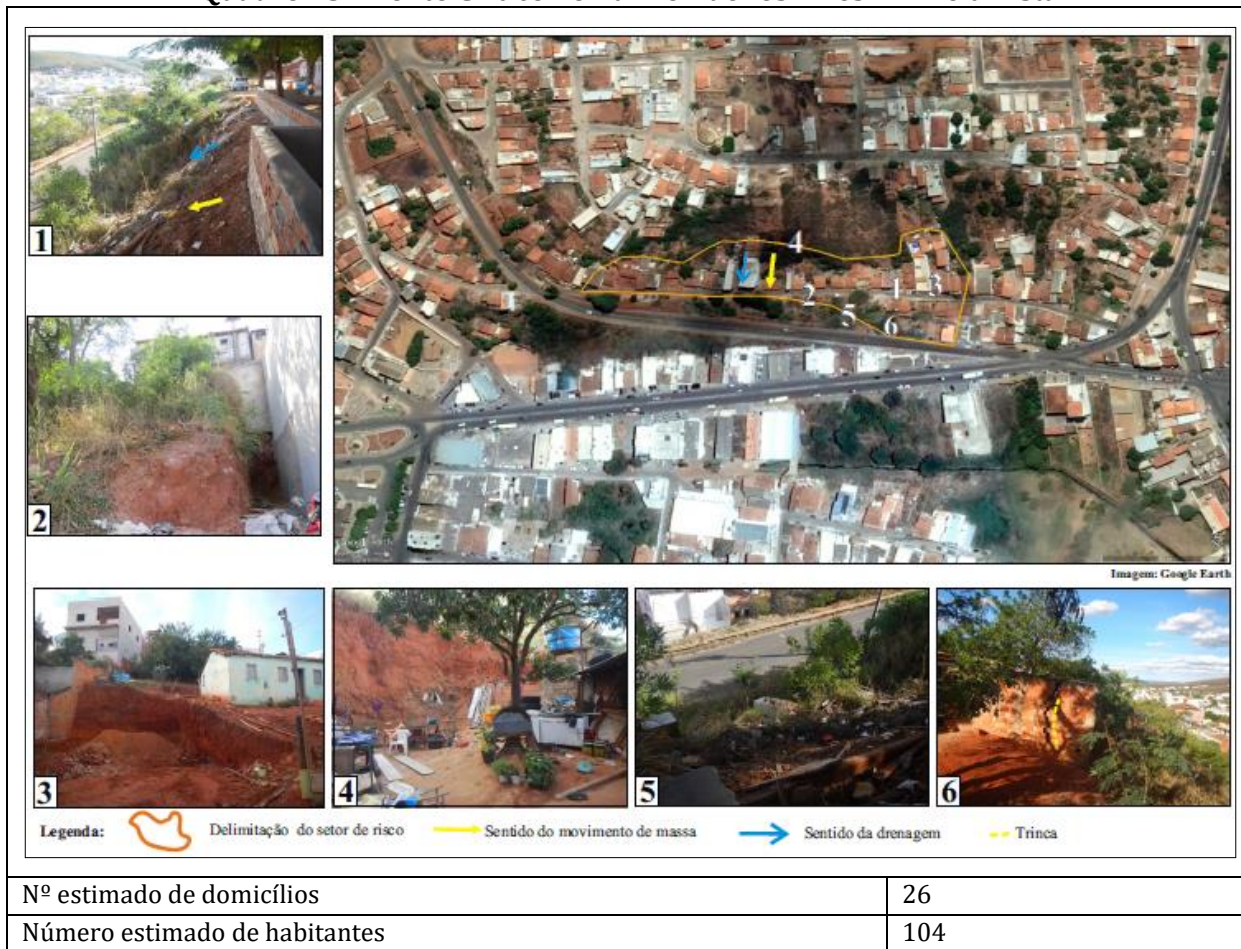 1
2
4
1
3
2
5
6
Imagem: Google Earth
3
4
5
6
Legenda:
Delimitação do setor de risco
Sentido do movimento de massa
Sentido da drenagem
Trinca
Nº estimado de domicílios
26
Número estimado de habitantes
104